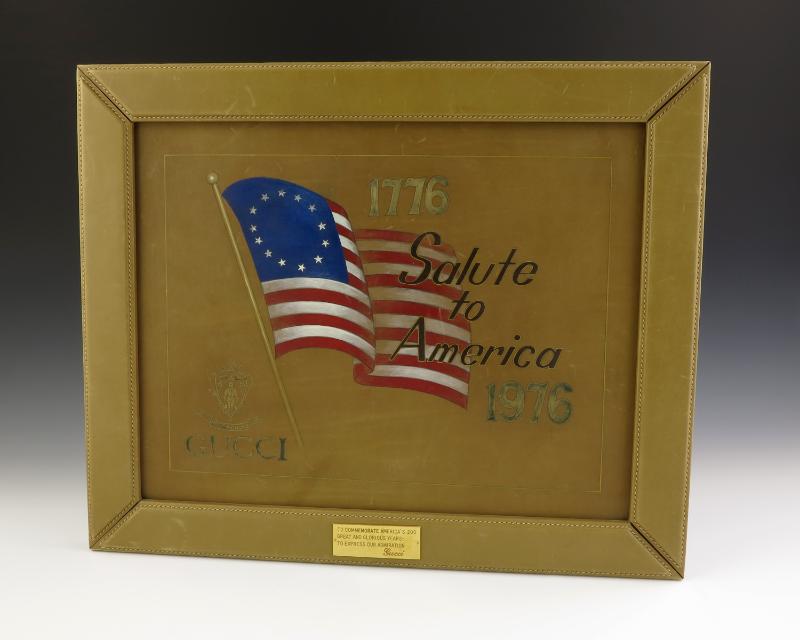 1776
Salute
to
America
1976
GUCCI
TO COMMEMORATE AMERICA'S 200
GREAT AND GLORIOUS YEARS
TO EXPRESS OUR ADMIRATION
Gucci